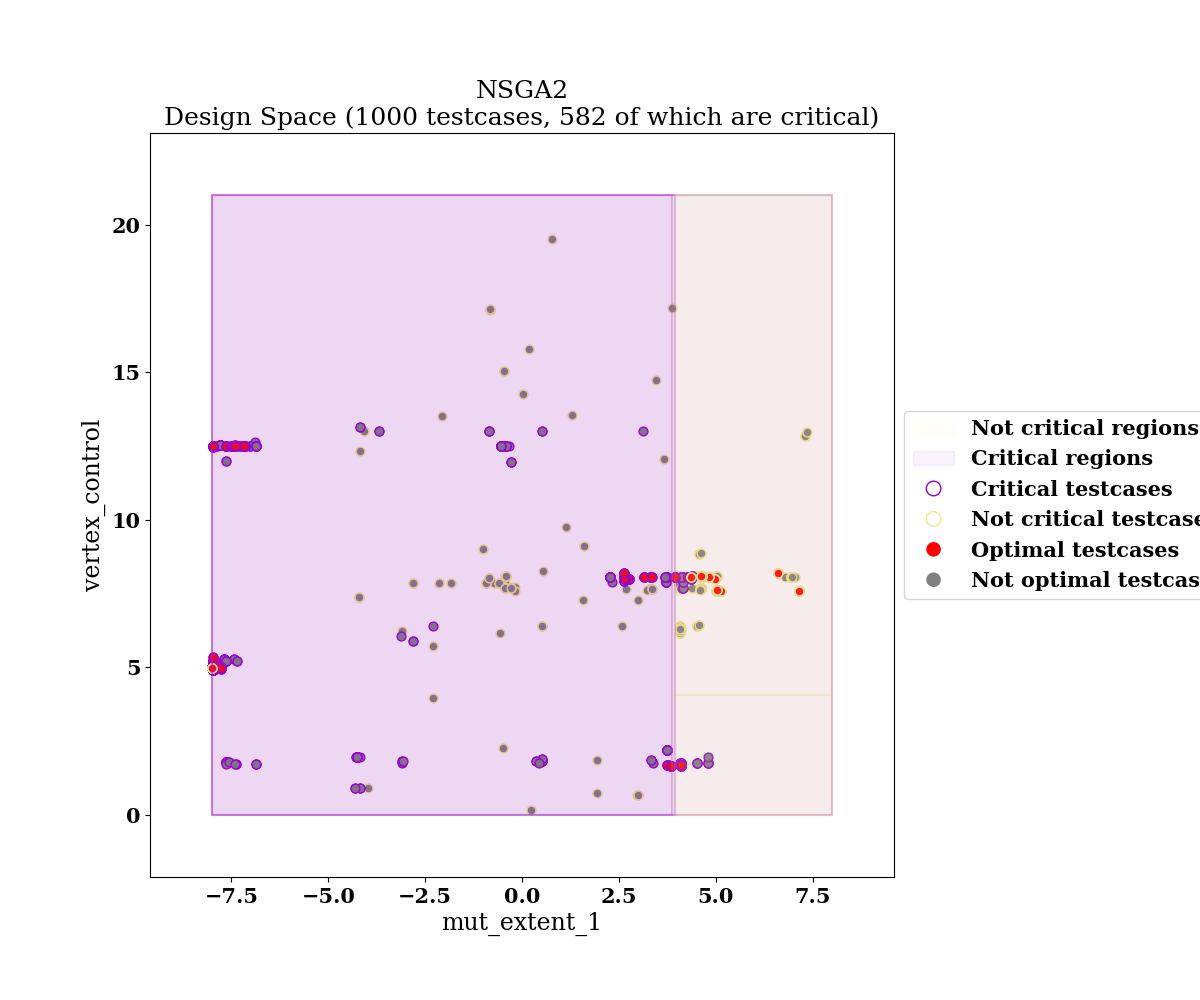 NSGA2
Design Space (1000 testcases, 582 of which are critical)
20
15
10
5
0
vertex_control
−7.5 −5.0 −2.5 0.0 2.5 5.0 7.5
mut_extent_1
Not critical regions
Critical regions
Critical testcases
Not critical testcase
Optimal testcases
Not optimal testcas